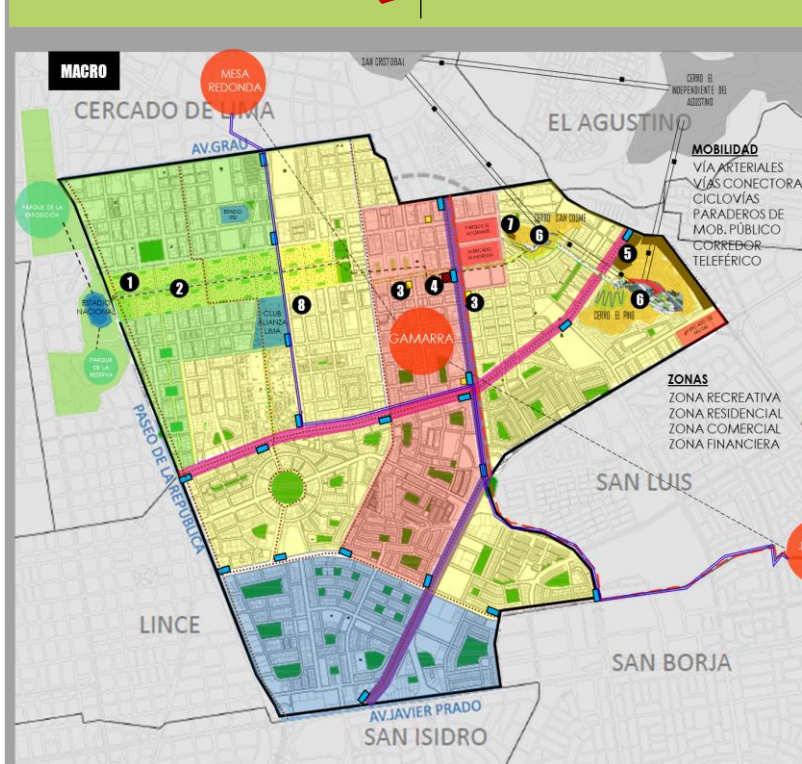 MACRO
MESA
REDONDA
SAN CRISTOBAL
CERRO EL
INDEPENDIENTE DEL
AGUSTINO
CERCADO DE LIMA
EL AGUSTINO
AV.GRAU
MOBILIDAD
VÍA ARTERIALES
VÍAS CONECTORA
CICLOVÍAS
PARADEROS DE
MOB. PÚBLICO
CORREDOR
TELEFÉRICO
PARQUE DE LA
EXPOSICIÓN
CERRO SAN COSME
7
6
5
1
2
3
4
3
8
6
ESTADIO
NACIONAL
CLUB
ALIANZA
LIMA
CERRO EL PINO
GAMARRA
PARQUE
DE LA
RESERVA
ZONAS
ZONA RECREATIVA
ZONA RESIDENCIAL
ZONA COMERCIAL
ZONA FINANCIERA
PASEO DE LA REPUBLICA
SAN LUIS
LINCE
SAN BORJA
AV.JAVIER PRADO
SAN ISIDRO